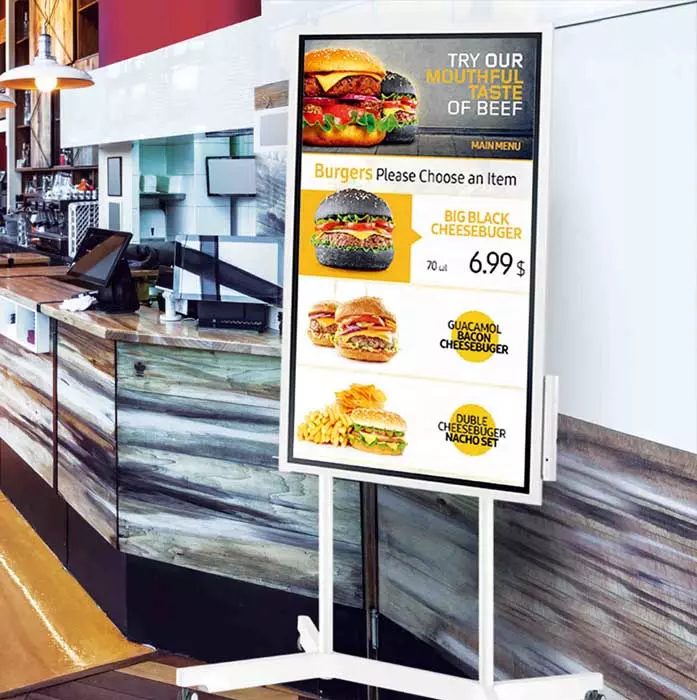 TRY OUR
MOUTHFUL
TASTE
OF BEEF
MAIN MENU
Burgers Please Choose an Item
BIG BLACK
CHEESEBUGER
6.99 $
GUACAMOL
BACON
CHEESEBUGER
DUBLE
CHEESEBUGER
NACHO SET